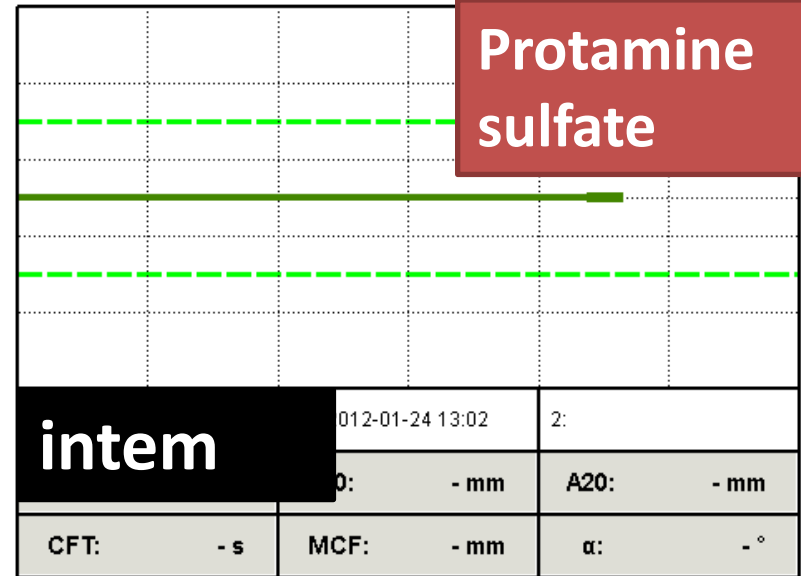 Protamine
sulfate
intem
012-01-24 13:02
2:
0:
- mm
A20:
- mm
CFT:
- s
MCF:
- mm
α:
- °